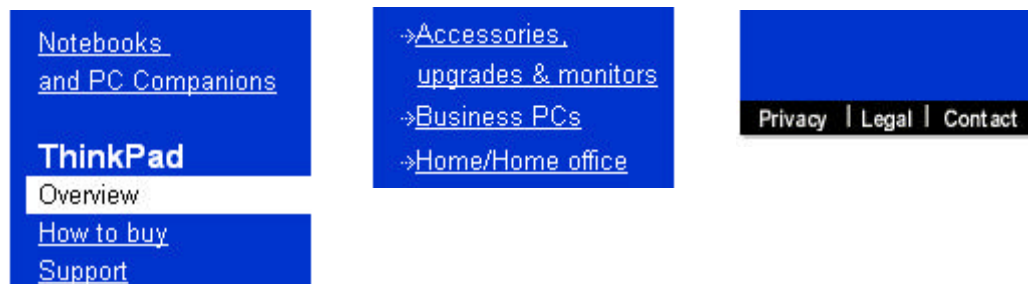 Notebooks
and PC Companions
ThinkPad
Overview
How to buy
Support
→Accessories,
upgrades & monitors
→Business PCs
→Home/Home office
Privacy | Legal | Contact